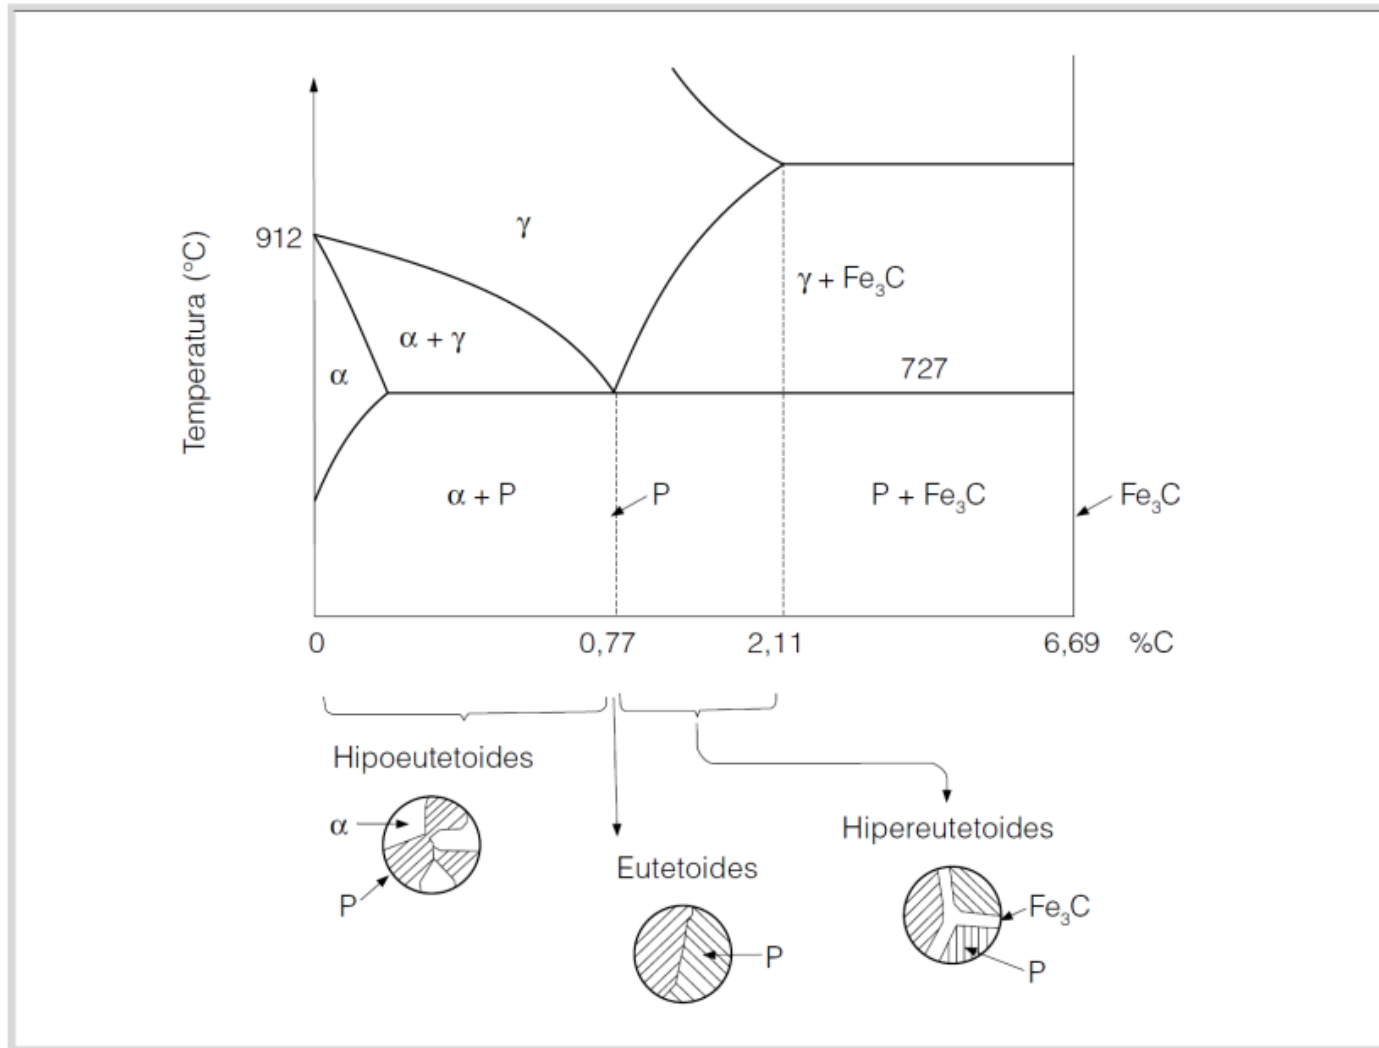 Temperatura (°C)
912
γ
γ + Fe₃C
α + γ
α
727
α + P
P
P + Fe₃C
Fe₃C
0
0,77
2,11
6,69
%C
Hipoeutetoides
α
P
Eutetoides
P
Hipereutetoides
Fe₃C
P